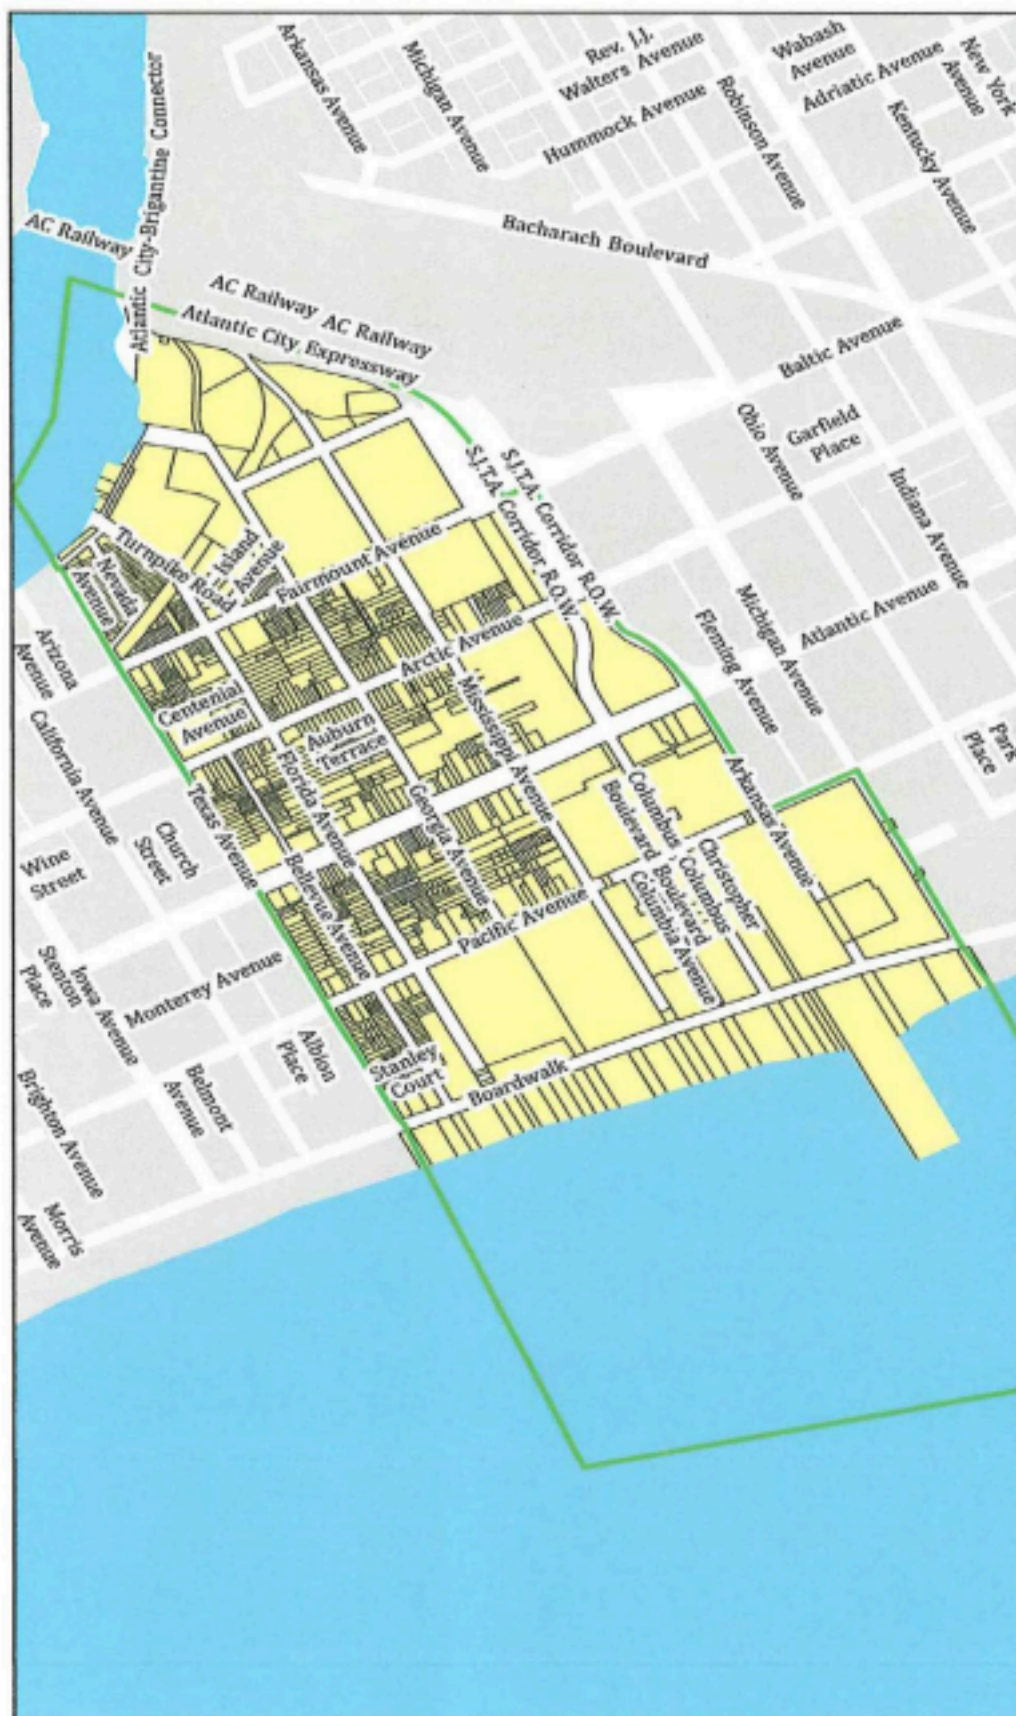 Arkansas Avenue
Michigan Avenue
Rev. J.J.
Walters Avenue
Wabash
Avenue
Adriatic Avenue
New York
Avenue
Hummock Avenue
Robinson Avenue
Kentucky Avenue
Atlantic City-Brigantine Connector
AC Railway
Bacharach Boulevard
AC Railway AC Railway
Atlantic City Expressway
Baltic Avenue
Ohio Avenue
Garfield
Place
Indiana Avenue
S.J.T.A. Corridor R.O.W.
S.J.T.A. Corridor R.O.W.
Turnpike Road
Island
Avenue
Fairmount Avenue
Nevada
Avenue
Arctic Avenue
Michigan Avenue
Fleming Avenue
Atlantic Avenue
Arizona
Avenue
Centenial
Avenue
Auburn
Terrace
Mississippi Avenue
Park
Place
California Avenue
Florida Avenue
Texas Avenue
Georgia Avenue
Columbus
Boulevard
Christopher
Columbus
Boulevard
Columbia Avenue
Arkansas Avenue
Church
Street
Wine
Street
Bellevue Avenue
Pacific Avenue
Stenton
Place
Iowa Avenue
Monterey Avenue
Albion
Place
Stanley
Court
Boardwalk
Belmont
Avenue
Brighton Avenue
Morris
Avenue